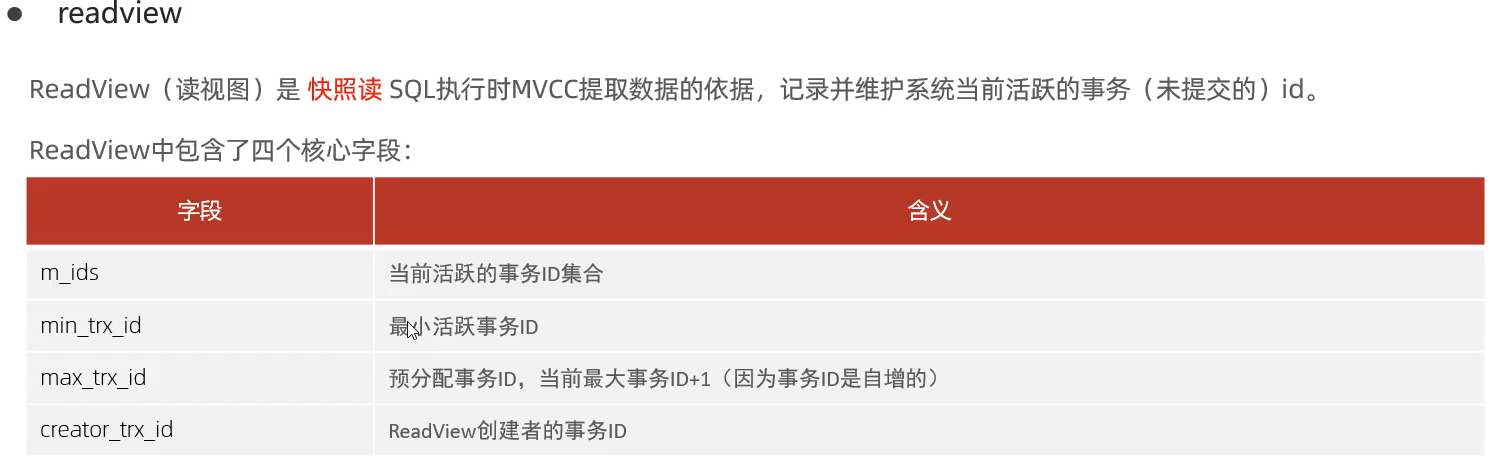 ● readview
ReadView（读视图）是 快照读 SQL执行时MVCC提取数据的依据，记录并维护系统当前活跃的事务（未提交的）id。
ReadView中包含了四个核心字段：
字段 含义
m_ids 当前活跃的事务ID集合
min_trx_id 最小活跃事务ID
max_trx_id 预分配事务ID，当前最大事务ID+1（因为事务ID是自增的）
creator_trx_id ReadView创建者的事务ID